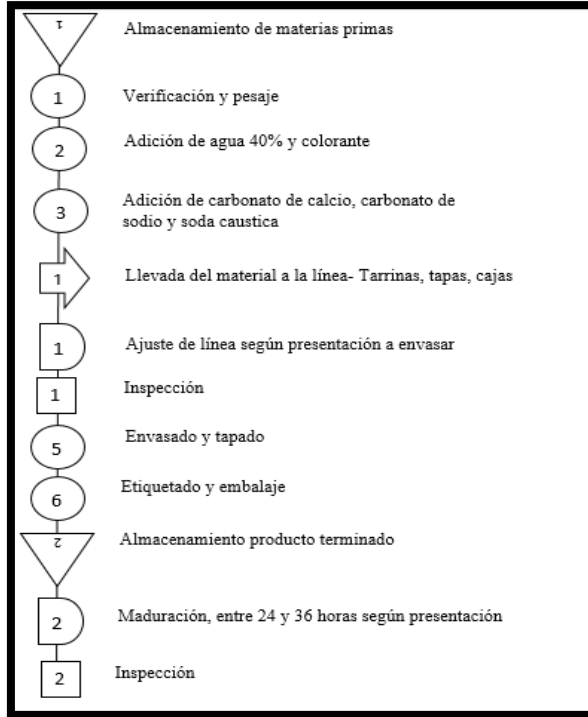 1 Almacenamiento de materias primas
1 Verificación y pesaje
2 Adición de agua 40% y colorante
3 Adición de carbonato de calcio, carbonato de
sodio y soda caustica
1 Llevada del material a la línea- Tarrinas, tapas, cajas
1 Ajuste de línea según presentación a envasar
1 Inspección
5 Envasado y tapado
6 Etiquetado y embalaje
2 Almacenamiento producto terminado
2 Maduración, entre 24 y 36 horas según presentación
2 Inspección